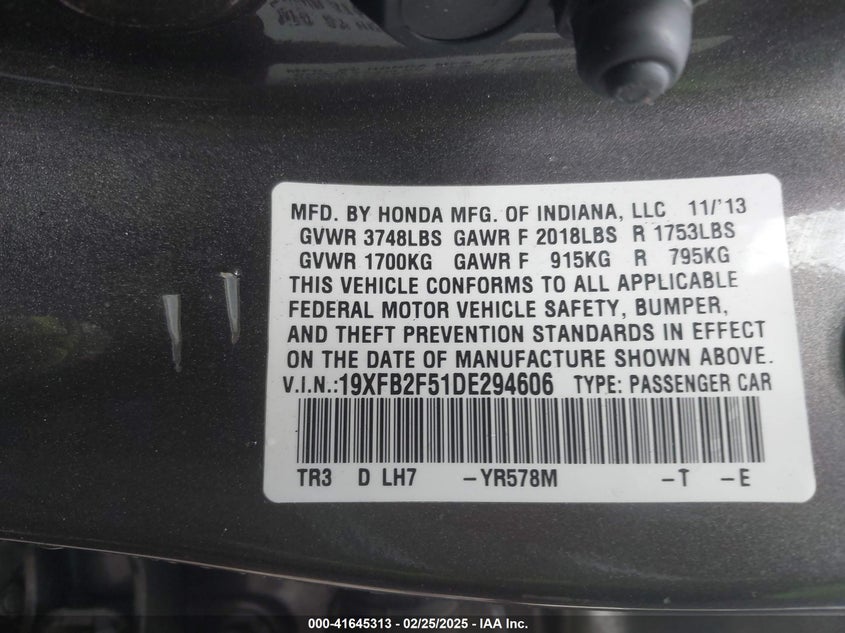 MFD. BY HONDA MFG. OF INDIANA, LLC 11/'13
GVWR 3748LBS GAWR F 2018LBS R 1753LBS
GVWR 1700KG GAWR F 915KG R 795KG
THIS VEHICLE CONFORMS TO ALL APPLICABLE
FEDERAL MOTOR VEHICLE SAFETY, BUMPER,
AND THEFT PREVENTION STANDARDS IN EFFECT
ON THE DATE OF MANUFACTURE SHOWN ABOVE.
V.I.N.:19XFB2F51DE294606 TYPE: PASSENGER CAR
TR3 D LH7 -YR578M -T -E
000-41645313 - 02/25/2025 - IAA Inc.